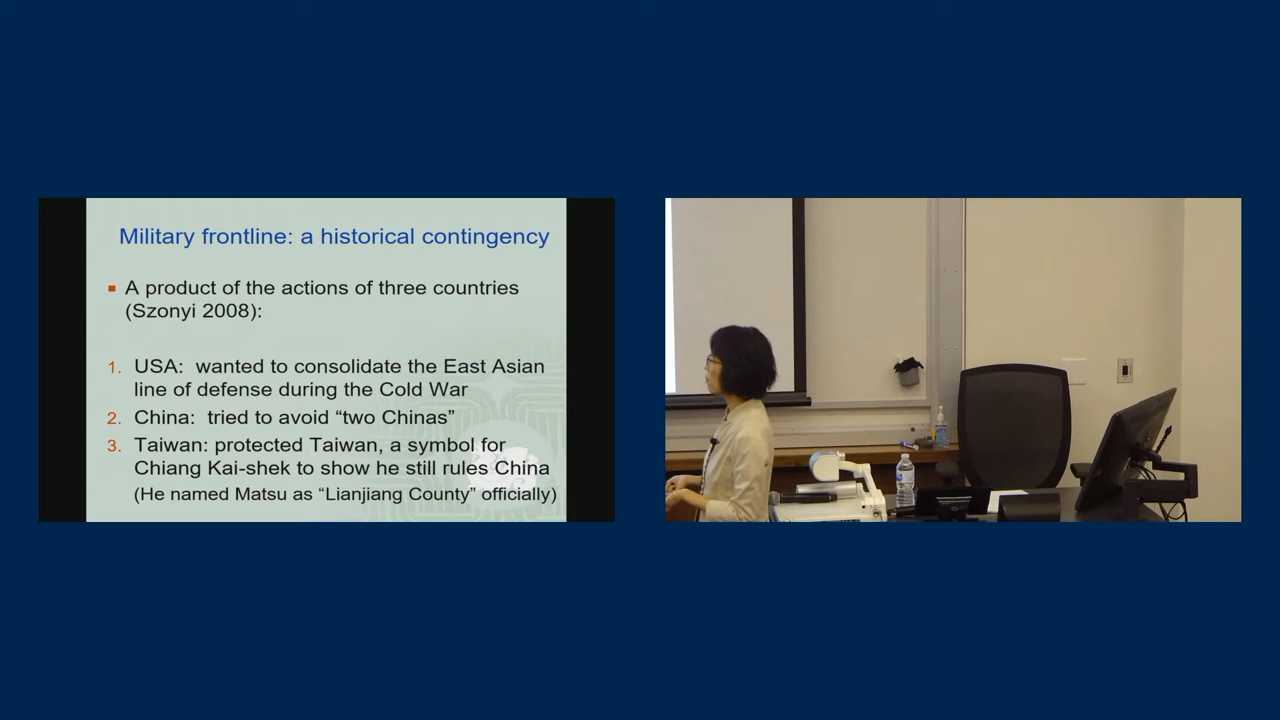 Military frontline: a historical contingency
A product of the actions of three countries
(Szonyi 2008):
1. USA: wanted to consolidate the East Asian
line of defense during the Cold War
2. China: tried to avoid “two Chinas”
3. Taiwan: protected Taiwan, a symbol for
Chiang Kai-shek to show he still rules China
(He named Matsu as “Lianjiang County” officially)